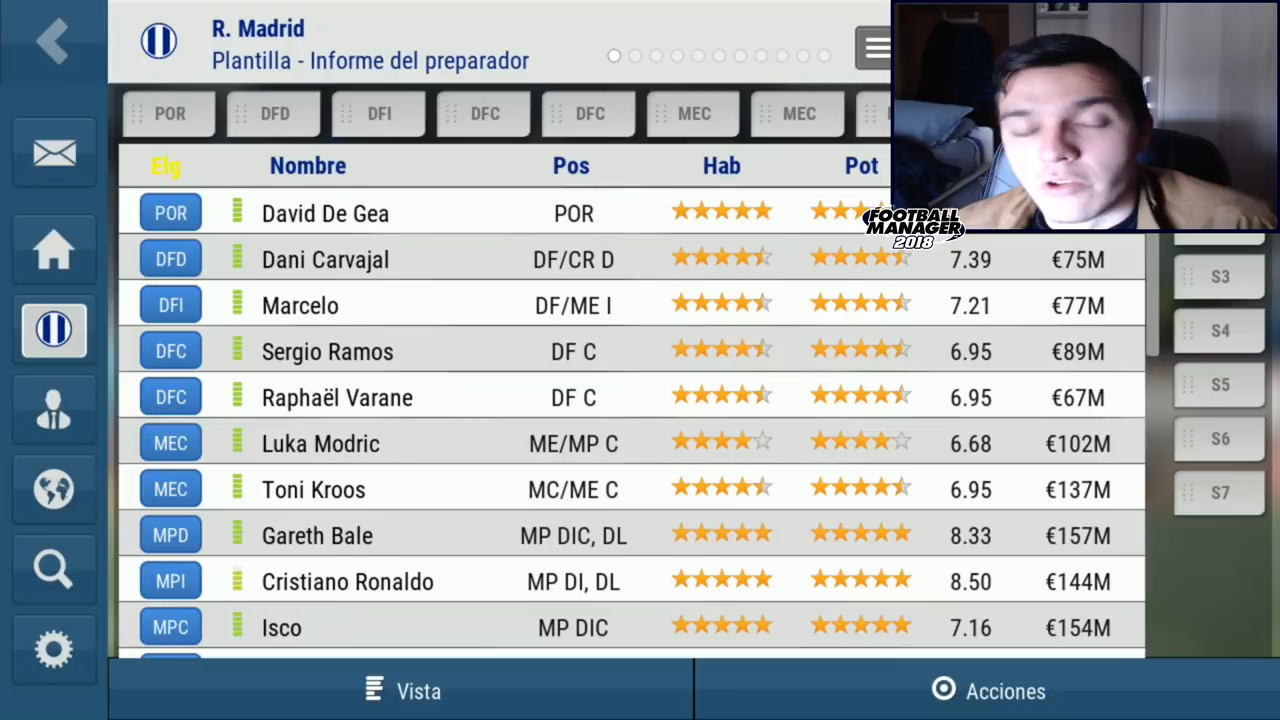 R. Madrid
Plantilla - Informe del preparador
POR DFD DFI DFC DFC MEC MEC
Elg Nombre Pos Hab Pot
FOOTBALL
MANAGER
2018
POR David De Gea POR
DFD Dani Carvajal DF/CR D 7.39 €75M
DFI Marcelo DF/ME I 7.21 €77M
DFC Sergio Ramos DF C 6.95 €89M
DFC Raphaël Varane DF C 6.95 €67M
MEC Luka Modric ME/MP C 6.68 €102M
MEC Toni Kroos MC/ME C 6.95 €137M
MPD Gareth Bale MP DIC, DL 8.33 €157M
MPI Cristiano Ronaldo MP DI, DL 8.50 €144M
MPC Isco MP DIC 7.16 €154M
S3
S4
S5
S6
S7
Vista Acciones